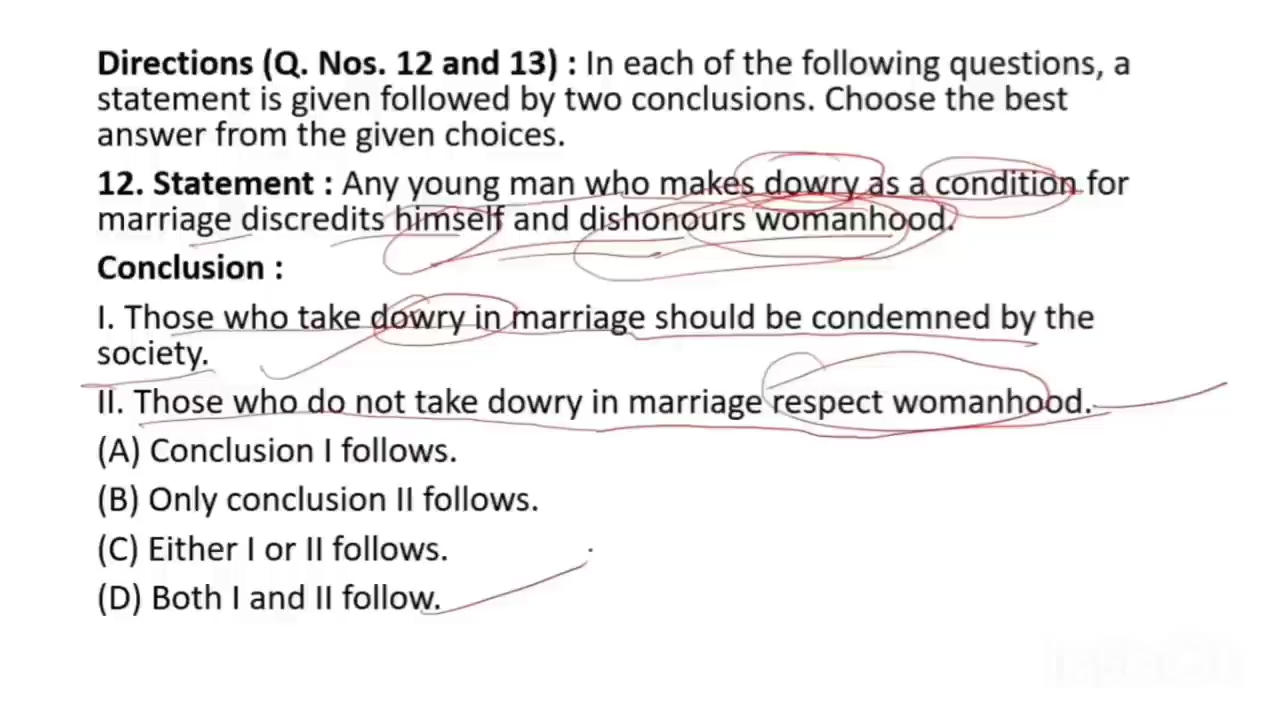 Directions (Q. Nos. 12 and 13) : In each of the following questions, a
statement is given followed by two conclusions. Choose the best
answer from the given choices.
12. Statement : Any young man who makes dowry as a condition for
marriage discredits himself and dishonours womanhood.
Conclusion :
I. Those who take dowry in marriage should be condemned by the
society.
II. Those who do not take dowry in marriage respect womanhood.
(A) Conclusion I follows.
(B) Only conclusion II follows.
(C) Either I or II follows.
(D) Both I and II follow.